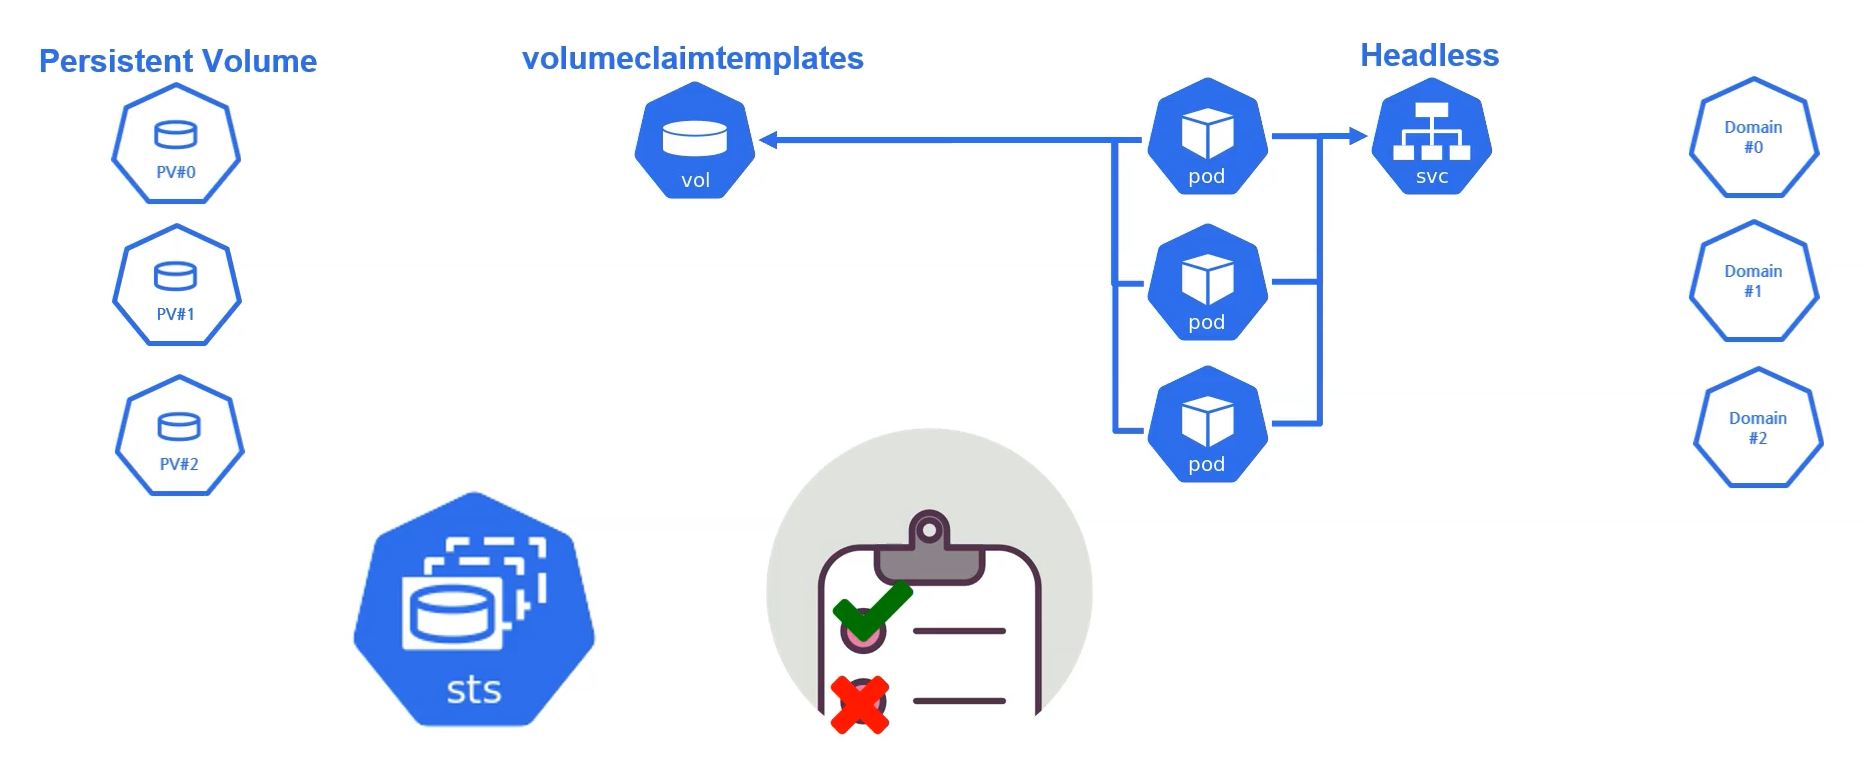 Persistent Volume
volumeclaimtemplates
Headless
PV#0
vol
pod
svc
Domain
#0
PV#1
pod
Domain
#1
PV#2
pod
Domain
#2
sts